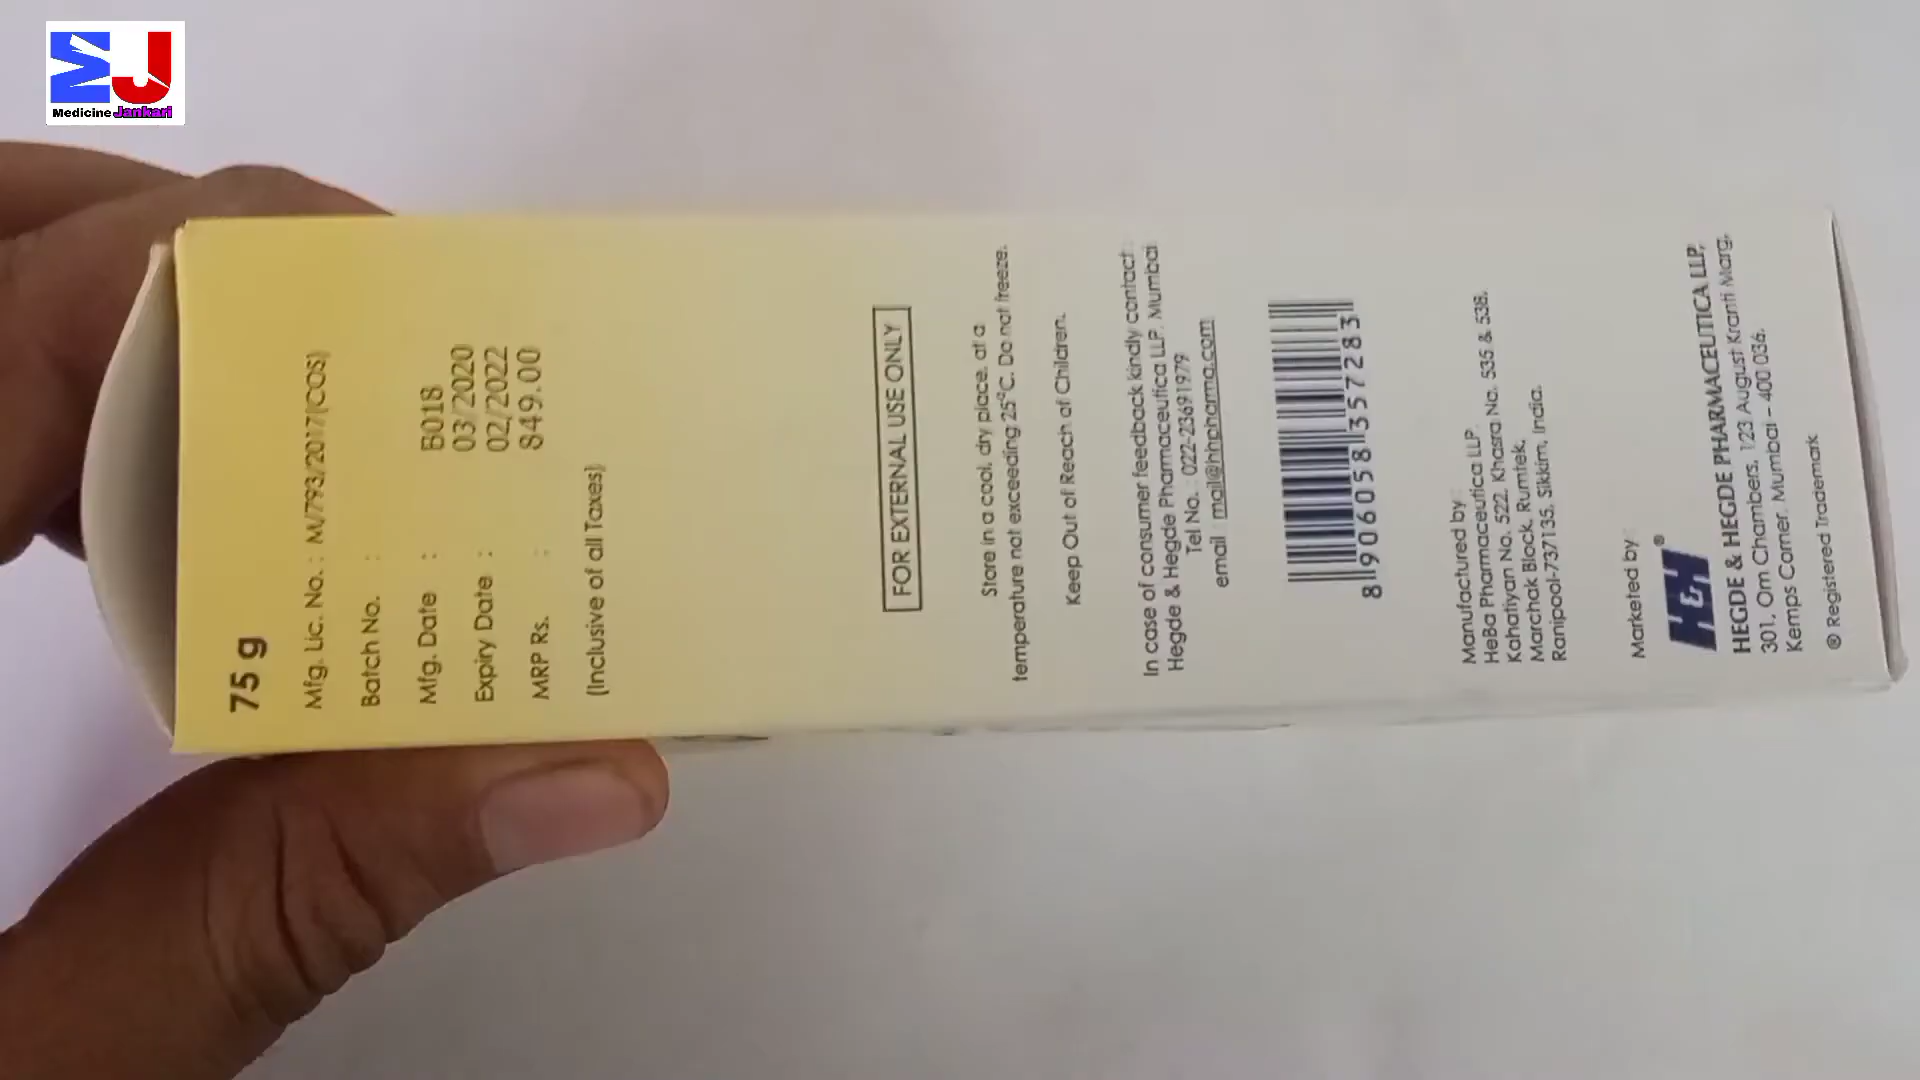 MJ
Medicine Jankari
75 g
Mfg. Lic. No. : M/793/2017(COS)
Batch No. : B018
Mfg. Date : 03/2020
Expiry Date : 02/2022
MRP Rs. : 849.00
(Inclusive of all Taxes)
FOR EXTERNAL USE ONLY
Store in a cool, dry place, at a
temperature not exceeding 25°C. Do not freeze.
Keep Out of Reach of Children.
In case of consumer feedback kindly contact :
Hegde & Hegde Pharmaceutica LLP. Mumbai
Tel No. : 022-23691979
email : mail@hhpharma.com
8 906058 357283
Manufactured by :
HeBa Pharmaceutica LLP.
Kahatiyan No. 522, Khasra No. 535 & 538,
Marchak Block, Rumtek,
Ranipool-737135, Sikkim, India.
Marketed by :
H&H®
HEGDE & HEGDE PHARMACEUTICA LLP,
301, Om Chambers, 123 August Kranti Marg,
Kemps Corner, Mumbai – 400 036.
® Registered Trademark